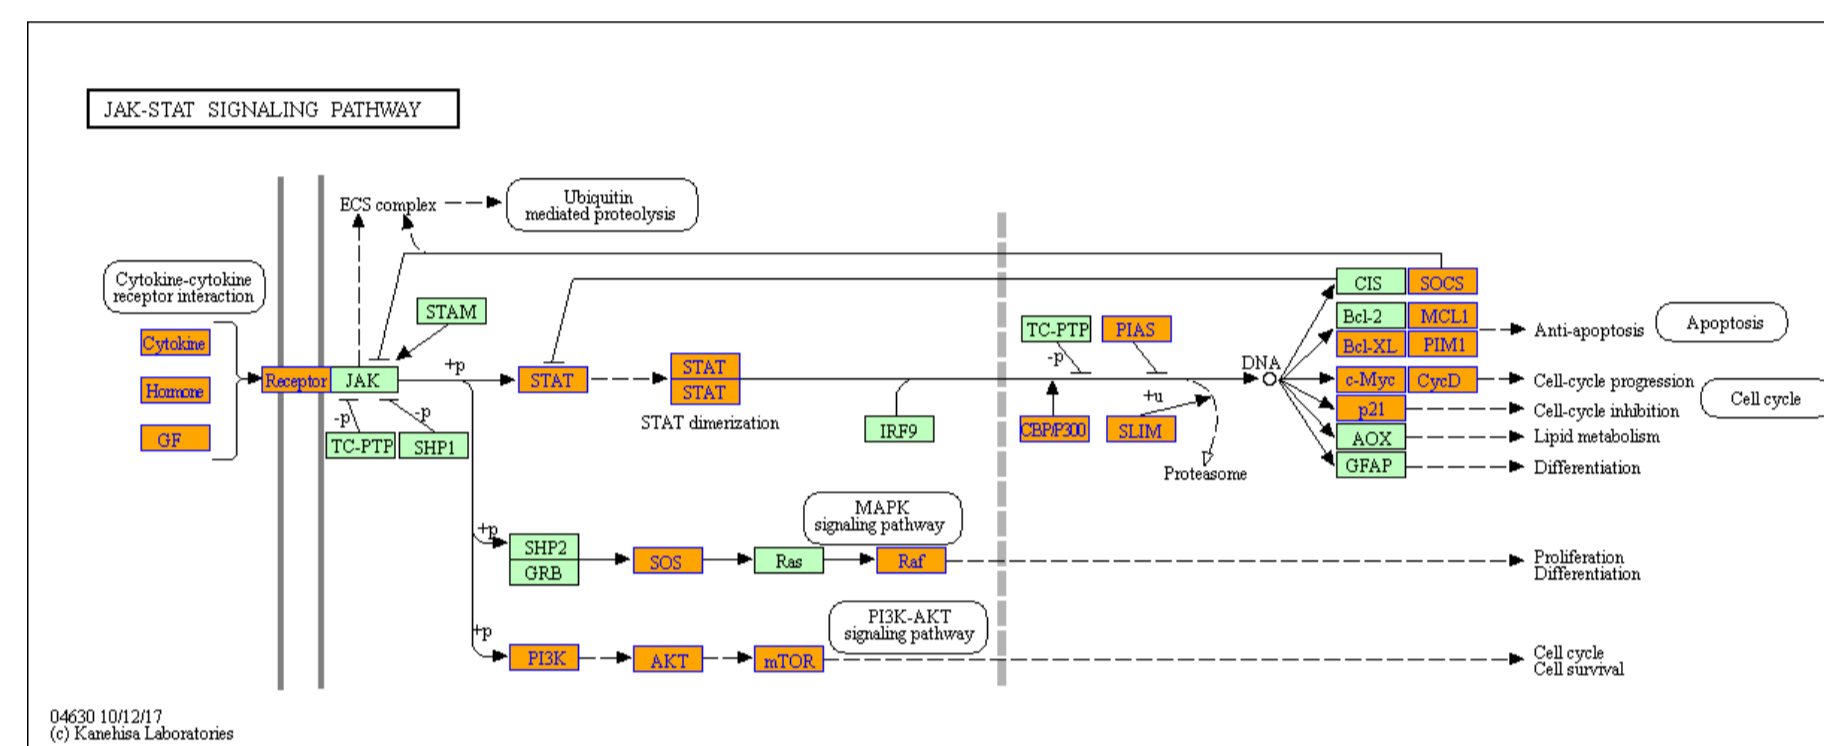 JAK-STAT SIGNALING PATHWAY
ECS complex
Ubiquitin
mediated proteolysis
Cytokine-cytokine
receptor interaction
Cytokine
Hormone
GF
Receptor
JAK
STAM
+p
-p
-p
TC-PTP
SHP1
STAT
STAT
STAT
STAT dimerization
IRF9
TC-PTP
PIAS
-p
+u
CBP/P300
SLIM
Proteasome
DNA
CIS
SOCS
Bcl-2
MCL1
Bcl-XL
PIM1
c-Myc
CycD
p21
AOX
GFAP
Anti-apoptosis
Apoptosis
Cell-cycle progression
Cell cycle
Cell-cycle inhibition
Lipid metabolism
Differentiation
+p
SHP2
GRB
SOS
Ras
Raf
MAPK
signaling pathway
Proliferation
Differentiation
+p
PI3K
AKT
mTOR
PI3K-AKT
signaling pathway
Cell cycle
Cell survival
04630 10/12/17
(c) Kanehisa Laboratories